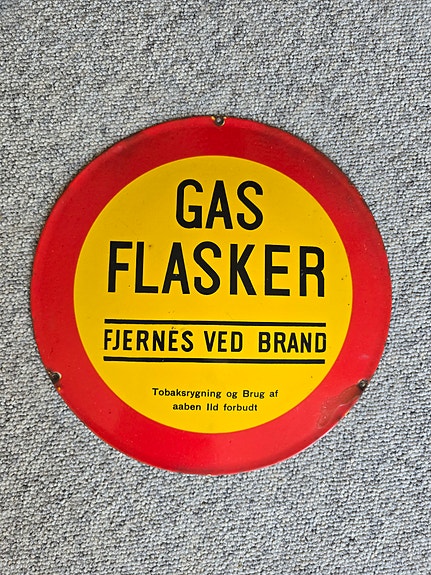 GAS
FLASKER
FJERNES VED BRAND
Tobaksrygning og Brug af
aaben Ild forbudt